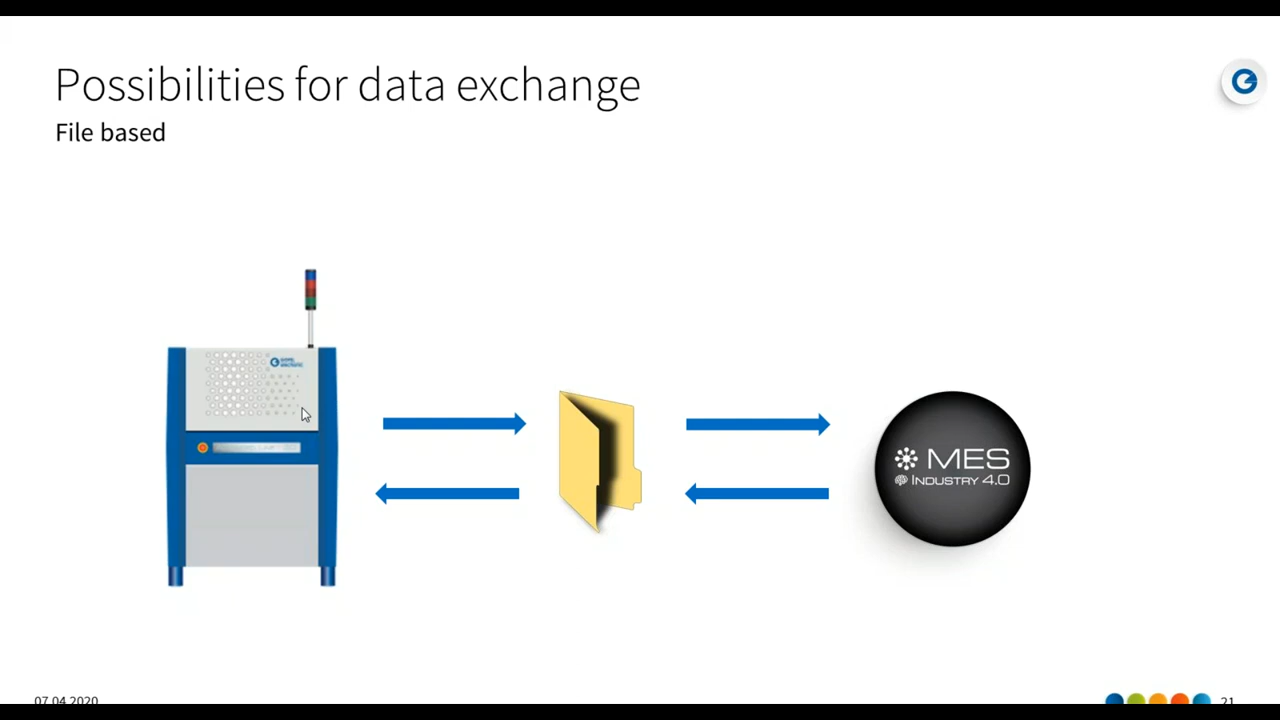 Possibilities for data exchange
File based
MES
INDUSTRY 4.0
07.04.2020
21